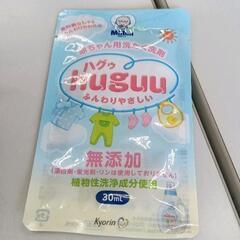 赤ちゃん用洗たく洗剤
ハグゥ
huguu
ふんわりやさしい
無添加
植物性洗浄成分使用
30mL
Kyorin